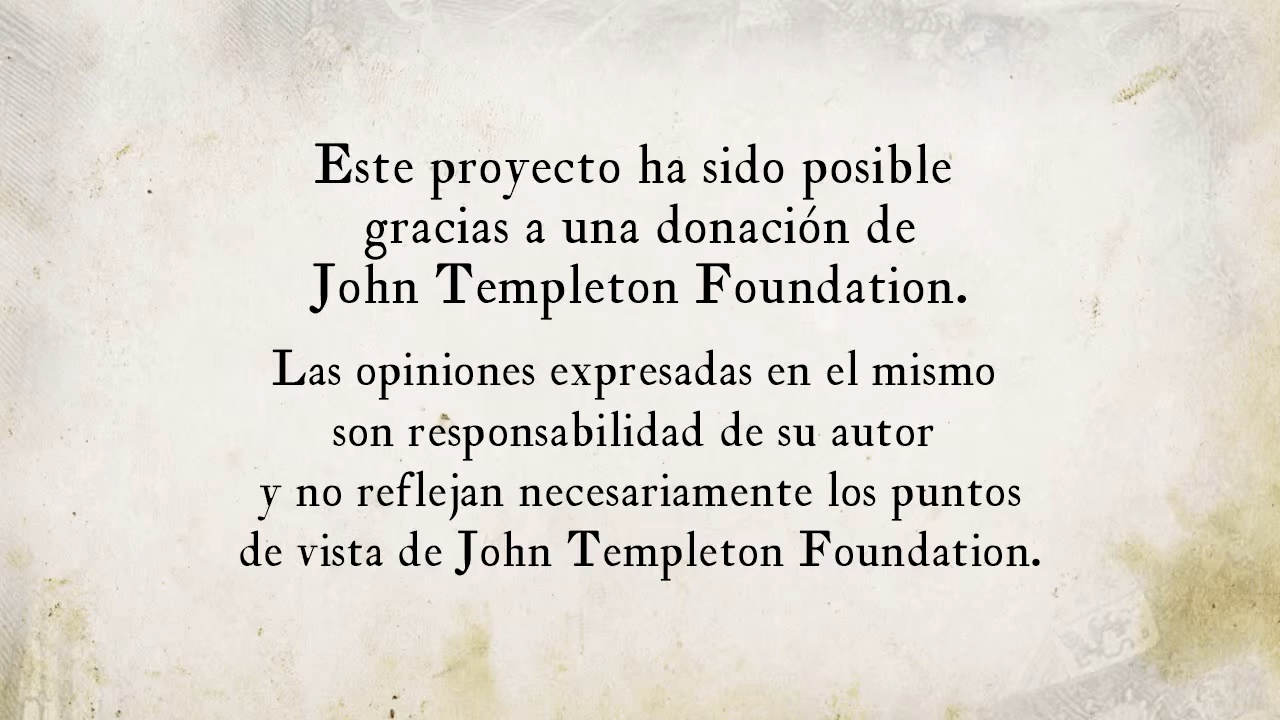 Este proyecto ha sido posible
gracias a una donación de
John Templeton Foundation.
Las opiniones expresadas en el mismo
son responsabilidad de su autor
y no reflejan necesariamente los puntos
de vista de John Templeton Foundation.